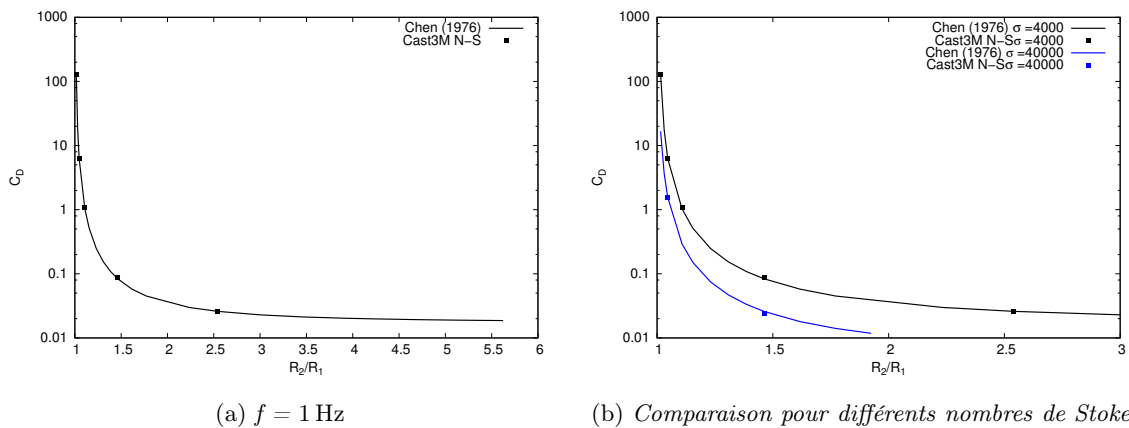 1000
100
10
1
0.1
0.01
C_D
1 1.5 2 2.5 3 3.5 4 4.5 5 5.5 6
R_2/R_1
Chen (1976)
Cast3M N−S
(a) f = 1 Hz
1000
100
10
1
0.1
0.01
C_D
1 1.5 2 2.5 3
R_2/R_1
Chen (1976) σ =4000
Cast3M N−Sσ =4000
Chen (1976) σ =40000
Cast3M N−Sσ =40000
(b) Comparaison pour différents nombres de Stoke